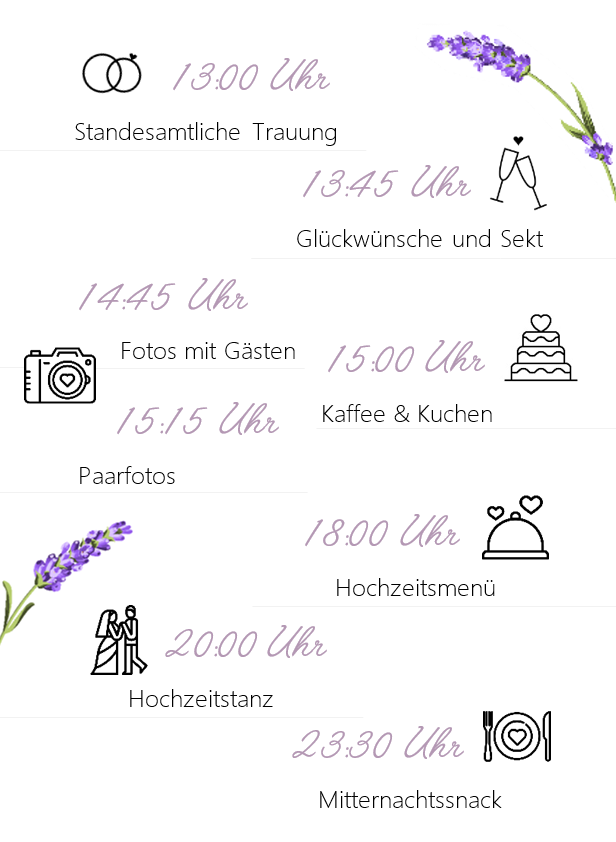 13:00 Uhr
Standesamtliche Trauung
13:45 Uhr
Glückwünsche und Sekt
14:45 Uhr
Fotos mit Gästen
15:00 Uhr
Kaffee & Kuchen
15:15 Uhr
Paarfotos
18:00 Uhr
Hochzeitsmenü
20:00 Uhr
Hochzeitstanz
23:30 Uhr
Mitternachtssnack